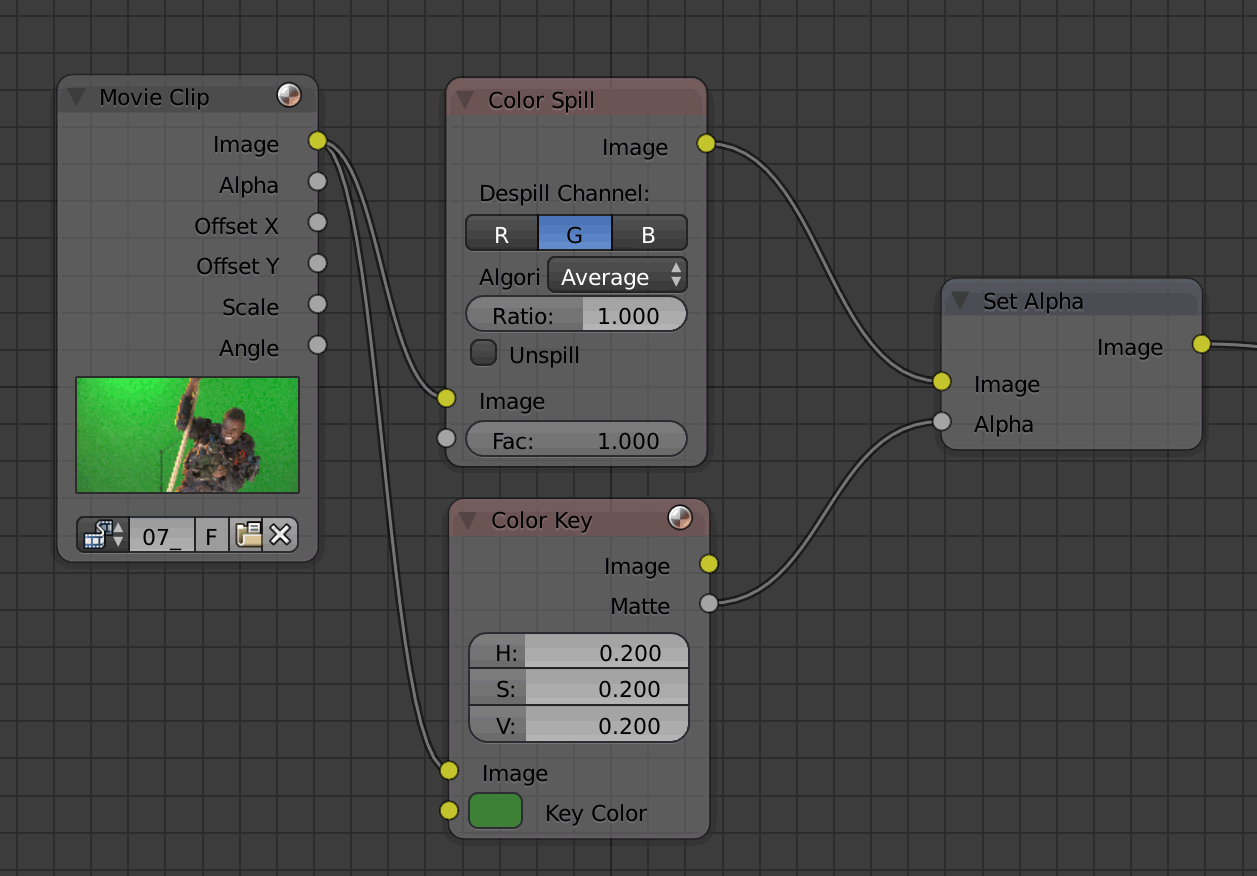 Movie Clip
Image
Alpha
Offset X
Offset Y
Scale
Angle
07_ F
Color Spill
Image
Despill Channel:
R G B
Algori Average
Ratio: 1.000
Unspill
Image
Fac: 1.000
Color Key
Image
Matte
H: 0.200
S: 0.200
V: 0.200
Image
Key Color
Set Alpha
Image
Image
Alpha